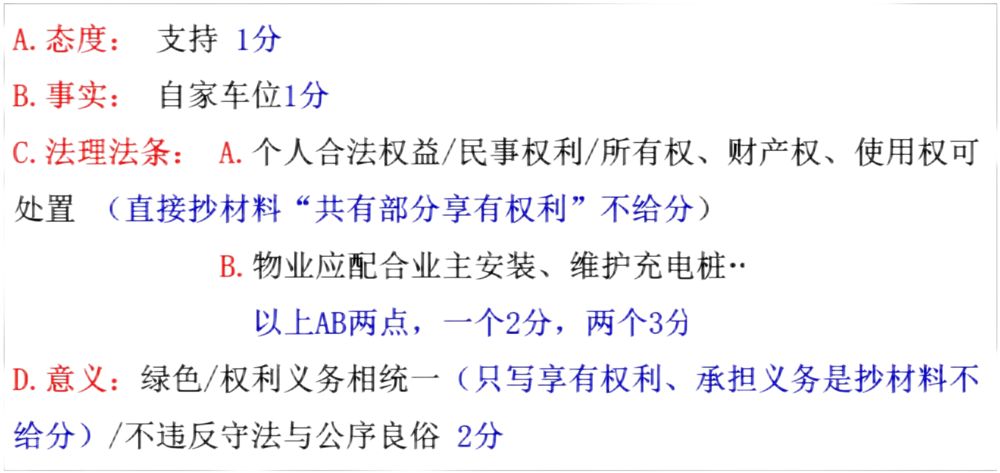 A.态度： 支持 1分
B.事实： 自家车位1分
C.法理法条： A.个人合法权益/民事权利/所有权、财产权、使用权可
处置 （直接抄材料“共有部分享有权利”不给分）
B.物业应配合业主安装、维护充电桩··
以上AB两点，一个2分，两个3分
D.意义：绿色/权利义务相统一（只写享有权利、承担义务是抄材料不
给分）/不违反守法与公序良俗 2分